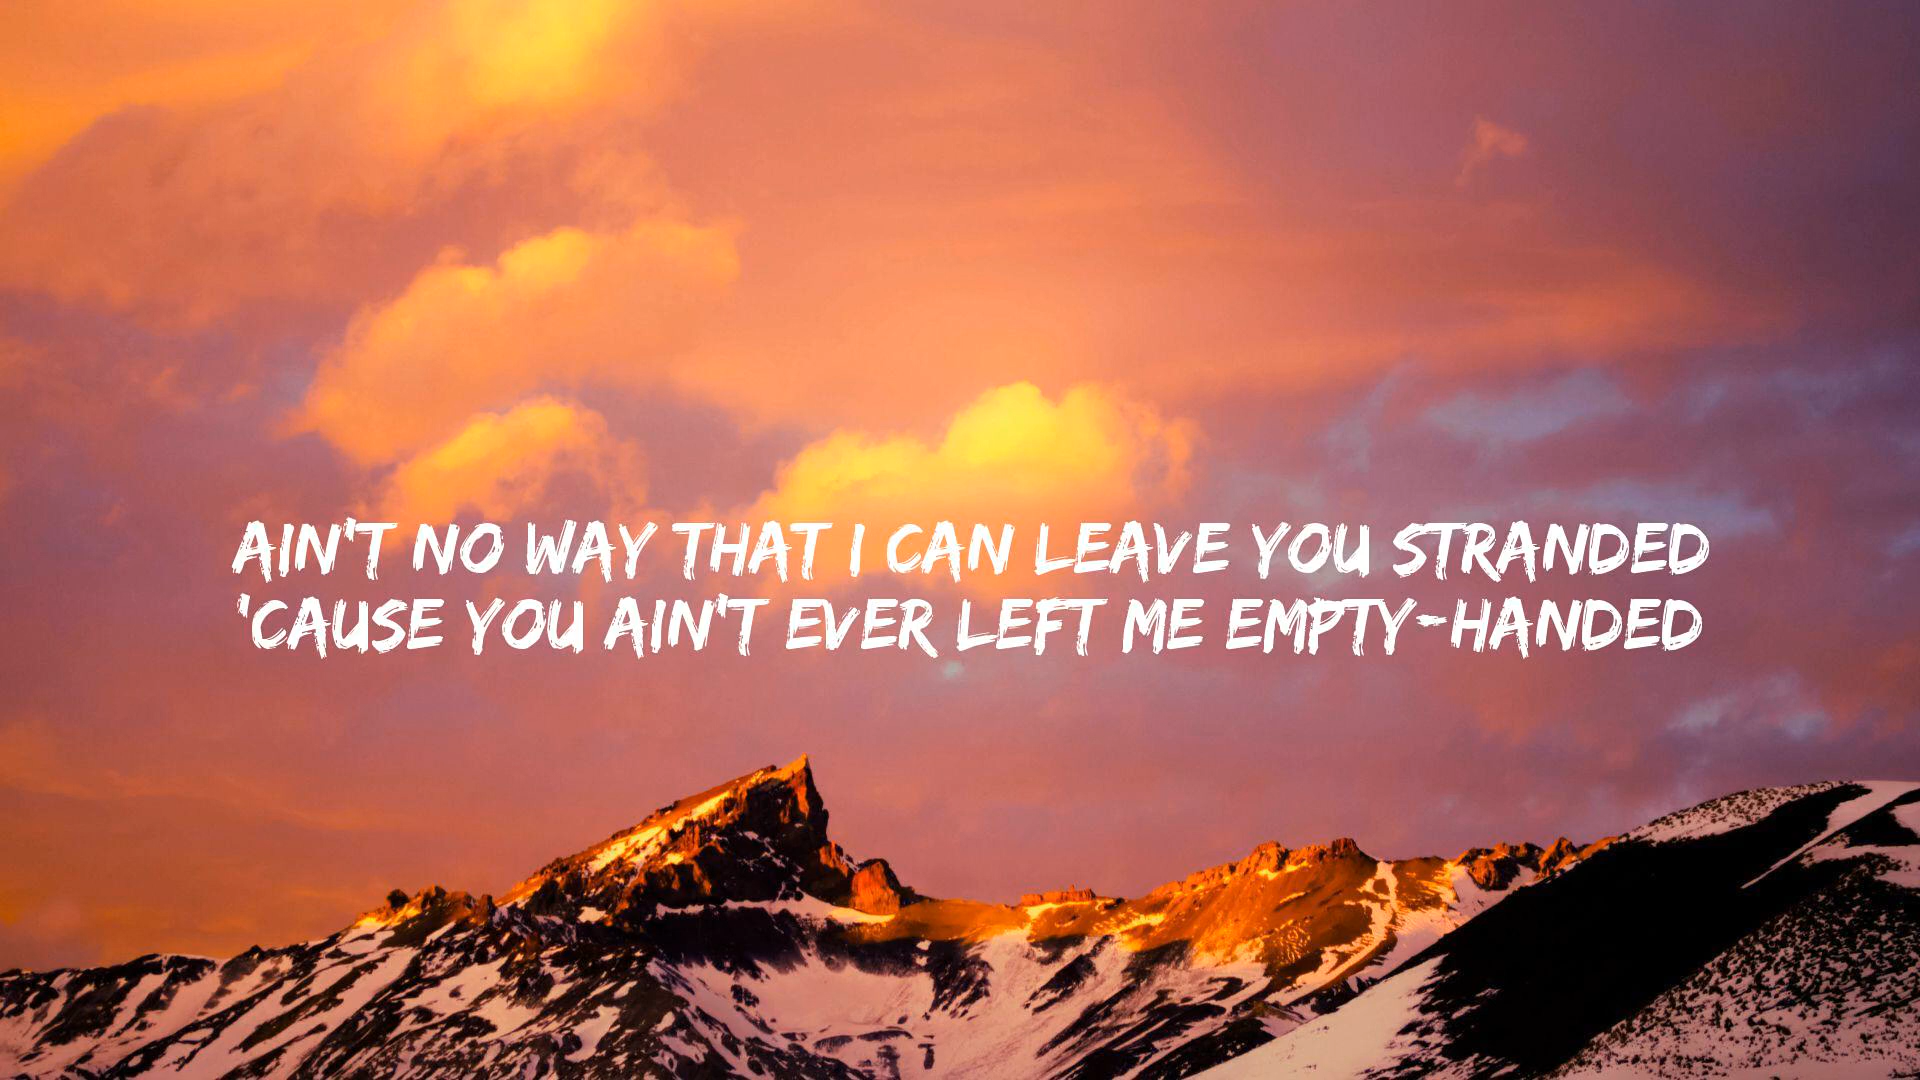 AIN'T NO WAY THAT I CAN LEAVE YOU STRANDED
'CAUSE YOU AIN'T EVER LEFT ME EMPTY-HANDED